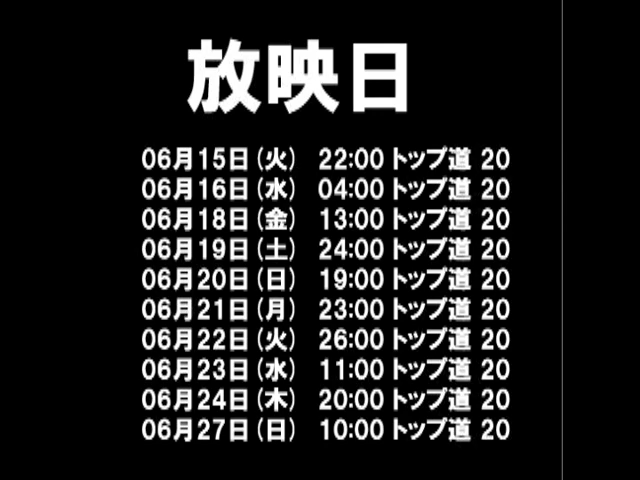 放映日
06月15日(火) 22:00 トップ道 20
06月16日(水) 04:00 トップ道 20
06月18日(金) 13:00 トップ道 20
06月19日(土) 24:00 トップ道 20
06月20日(日) 19:00 トップ道 20
06月21日(月) 23:00 トップ道 20
06月22日(火) 26:00 トップ道 20
06月23日(水) 11:00 トップ道 20
06月24日(木) 20:00 トップ道 20
06月27日(日) 10:00 トップ道 20